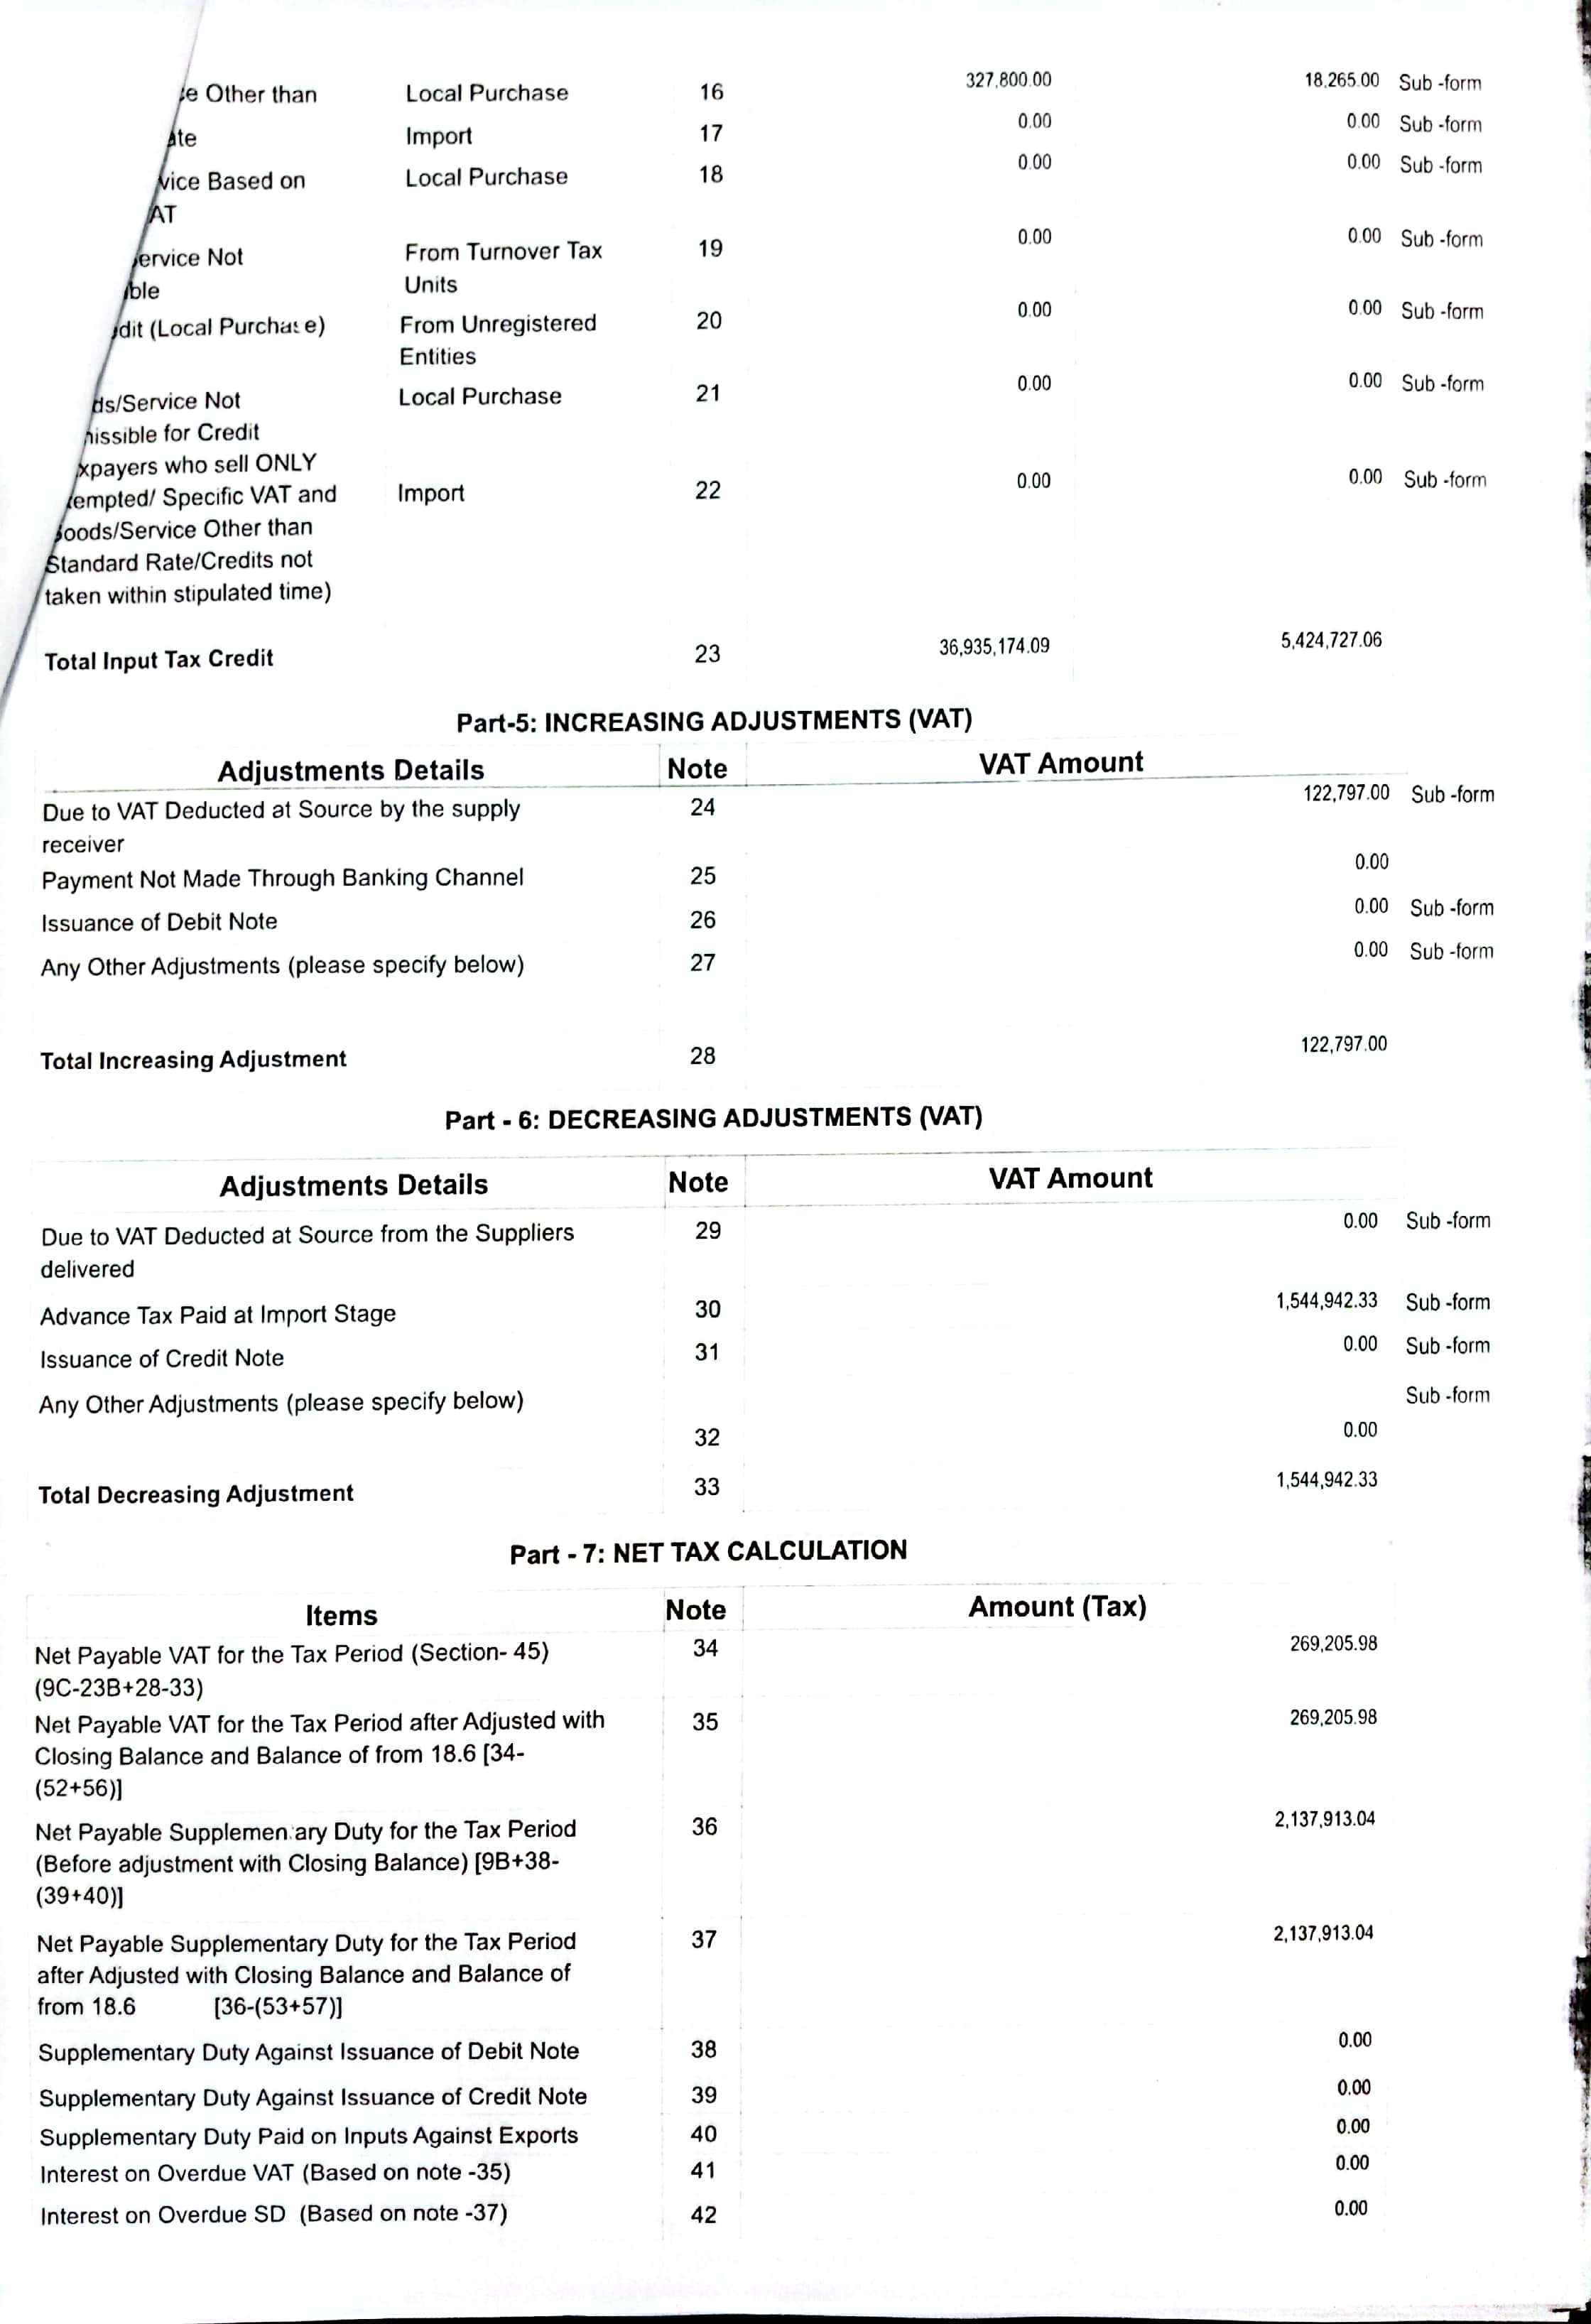 Other than Local Purchase 16 327,800.00 18,265.00 Sub -form
Import 17 0.00 0.00 Sub -form
Based on Local Purchase 18 0.00 0.00 Sub -form
Not From Turnover Tax 19 0.00 0.00 Sub -form
Units
(Local Purchase) From Unregistered 20 0.00 0.00 Sub -form
Entities
/Service Not Local Purchase 21 0.00 0.00 Sub -form
for Credit
who sell ONLY
/ Specific VAT and Import 22 0.00 0.00 Sub -form
/Service Other than
Standard Rate/Credits not
taken within stipulated time)
Total Input Tax Credit 23 36,935,174.09 5,424,727.06
Part-5: INCREASING ADJUSTMENTS (VAT)
Adjustments Details Note VAT Amount
Due to VAT Deducted at Source by the supply 24 122,797.00 Sub -form
receiver
Payment Not Made Through Banking Channel 25 0.00
Issuance of Debit Note 26 0.00 Sub -form
Any Other Adjustments (please specify below) 27 0.00 Sub -form
Total Increasing Adjustment 28 122,797.00
Part - 6: DECREASING ADJUSTMENTS (VAT)
Adjustments Details Note VAT Amount
Due to VAT Deducted at Source from the Suppliers 29 0.00 Sub -form
delivered
Advance Tax Paid at Import Stage 30 1,544,942.33 Sub -form
Issuance of Credit Note 31 0.00 Sub -form
Any Other Adjustments (please specify below) Sub -form
32 0.00
Total Decreasing Adjustment 33 1,544,942.33
Part - 7: NET TAX CALCULATION
Items Note Amount (Tax)
Net Payable VAT for the Tax Period (Section- 45) 34 269,205.98
(9C-23B+28-33)
Net Payable VAT for the Tax Period after Adjusted with 35 269,205.98
Closing Balance and Balance of from 18.6 [34-
(52+56)]
Net Payable Supplementary Duty for the Tax Period 36 2,137,913.04
(Before adjustment with Closing Balance) [9B+38-
(39+40)]
Net Payable Supplementary Duty for the Tax Period 37 2,137,913.04
after Adjusted with Closing Balance and Balance of
from 18.6 [36-(53+57)]
Supplementary Duty Against Issuance of Debit Note 38 0.00
Supplementary Duty Against Issuance of Credit Note 39 0.00
Supplementary Duty Paid on Inputs Against Exports 40 0.00
Interest on Overdue VAT (Based on note -35) 41 0.00
Interest on Overdue SD (Based on note -37) 42 0.00